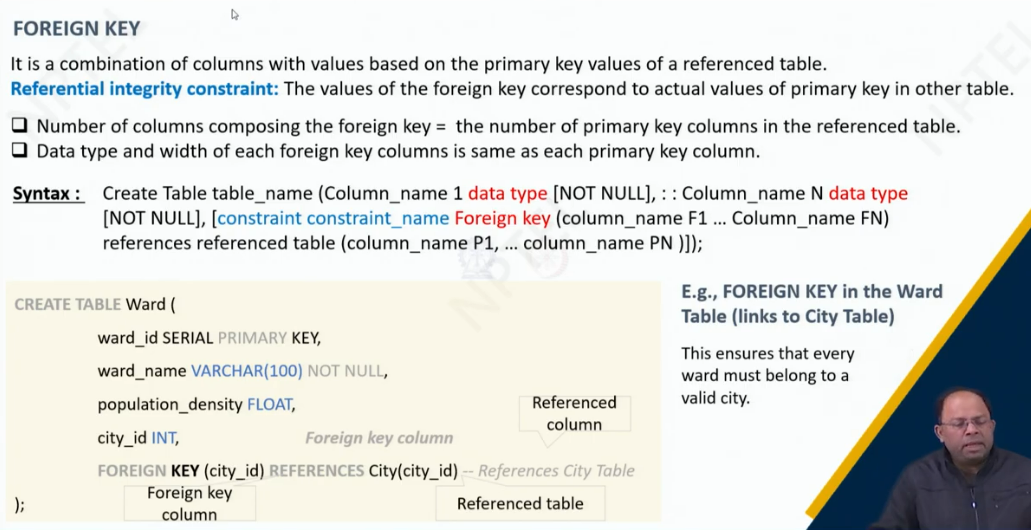 FOREIGN KEY
It is a combination of columns with values based on the primary key values of a referenced table.
Referential integrity constraint: The values of the foreign key correspond to actual values of primary key in other table.
❑ Number of columns composing the foreign key = the number of primary key columns in the referenced table.
❑ Data type and width of each foreign key columns is same as each primary key column.
Syntax : Create Table table_name (Column_name 1 data type [NOT NULL], : : Column_name N data type
[NOT NULL], [constraint constraint_name Foreign key (column_name F1 ... Column_name FN)
references referenced table (column_name P1, ... column_name PN )]);
CREATE TABLE Ward (
ward_id SERIAL PRIMARY KEY,
ward_name VARCHAR(100) NOT NULL,
population_density FLOAT,
city_id INT, Foreign key column
FOREIGN KEY (city_id) REFERENCES City(city_id) -- References City Table
);
Referenced
column
Foreign key
column
Referenced table
E.g., FOREIGN KEY in the Ward
Table (links to City Table)
This ensures that every
ward must belong to a
valid city.
NPTEL
NPTEL
NPTEL